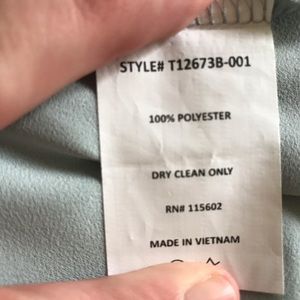 STYLE# T12673B-001
100% POLYESTER
DRY CLEAN ONLY
RN# 115602
MADE IN VIETNAM